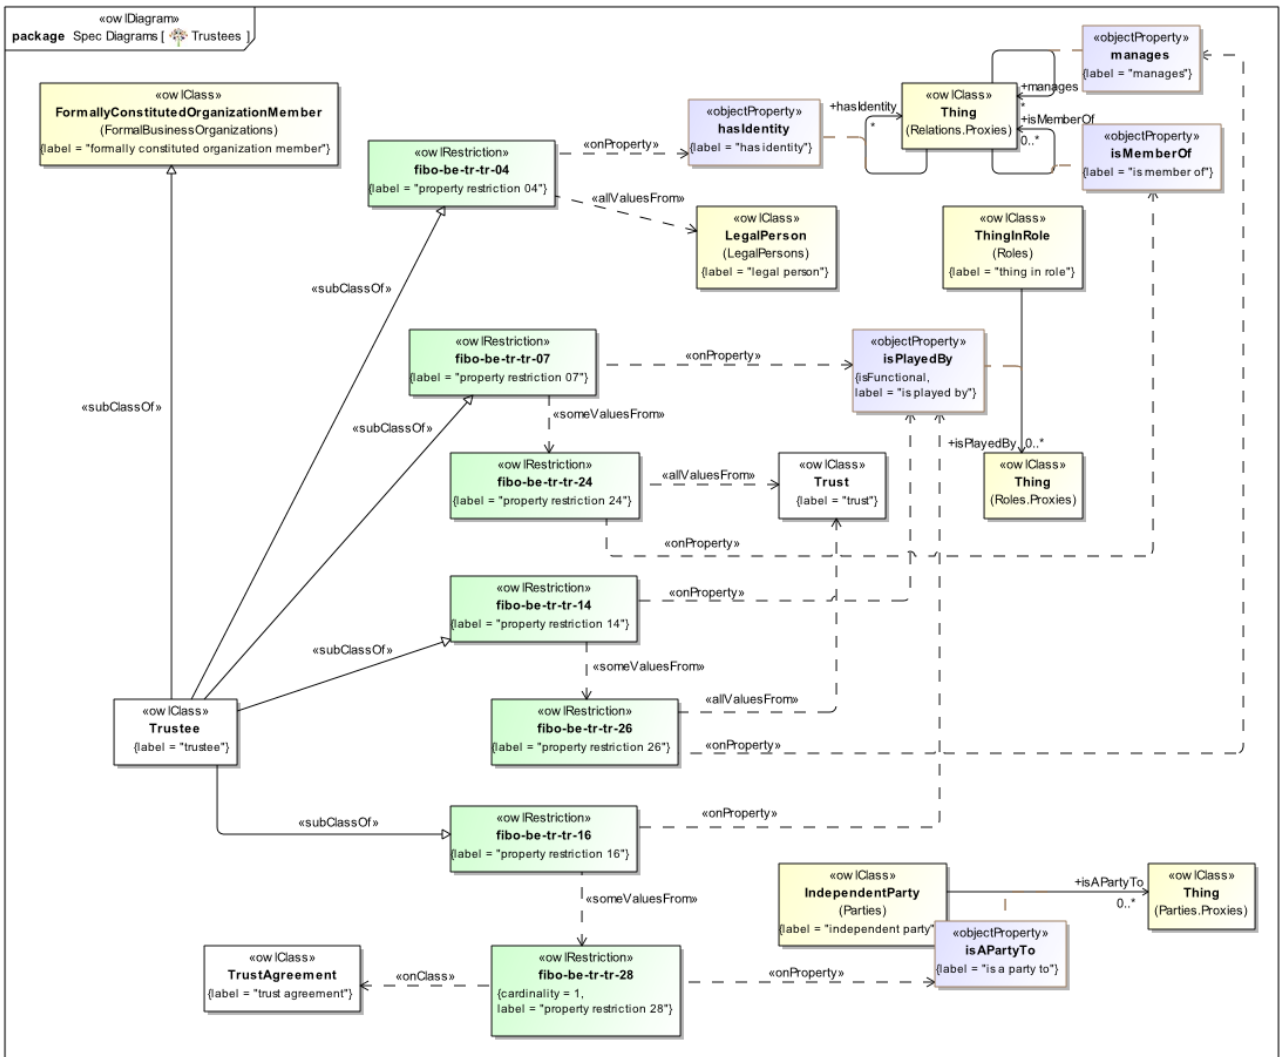 «owlDiagram»
package Spec Diagrams [ Trustees ]
«owlClass»
FormallyConstitutedOrganizationMember
(FormalBusinessOrganizations)
{label = "formally constituted organization member"}
«owlRestriction»
fibo-be-tr-tr-04
{label = "property restriction 04"}
«onProperty»
«allValuesFrom»
«objectProperty»
hasIdentity
{label = "has identity"}
+hasIdentity
*
«owlClass»
Thing
(Relations.Proxies)
+manages
*
+isMemberOf
0..*
«objectProperty»
manages
{label = "manages"}
«objectProperty»
isMemberOf
{label = "is member of"}
«owlClass»
LegalPerson
(LegalPersons)
{label = "legal person"}
«owlClass»
ThingInRole
(Roles)
{label = "thing in role"}
«subClassOf»
«owlRestriction»
fibo-be-tr-tr-07
{label = "property restriction 07"}
«onProperty»
«objectProperty»
isPlayedBy
{isFunctional,
label = "is played by"}
«subClassOf»
«subClassOf»
«someValuesFrom»
+isPlayedBy 0..*
«owlRestriction»
fibo-be-tr-tr-24
{label = "property restriction 24"}
«allValuesFrom»
«owlClass»
Trust
{label = "trust"}
«owlClass»
Thing
(Roles.Proxies)
«onProperty»
«owlRestriction»
fibo-be-tr-tr-14
{label = "property restriction 14"}
«onProperty»
«subClassOf»
«someValuesFrom»
«owlClass»
Trustee
{label = "trustee"}
«owlRestriction»
fibo-be-tr-tr-26
{label = "property restriction 26"}
«allValuesFrom»
«onProperty»
«subClassOf»
«owlRestriction»
fibo-be-tr-tr-16
{label = "property restriction 16"}
«onProperty»
«someValuesFrom»
«owlClass»
IndependentParty
(Parties)
{label = "independent party"
+isAPartyTo
0..*
«owlClass»
Thing
(Parties.Proxies)
«objectProperty»
isAPartyTo
{label = "is a party to"}
«owlClass»
TrustAgreement
{label = "trust agreement"}
«onClass»
«owlRestriction»
fibo-be-tr-tr-28
{cardinality = 1,
label = "property restriction 28"}
«onProperty»